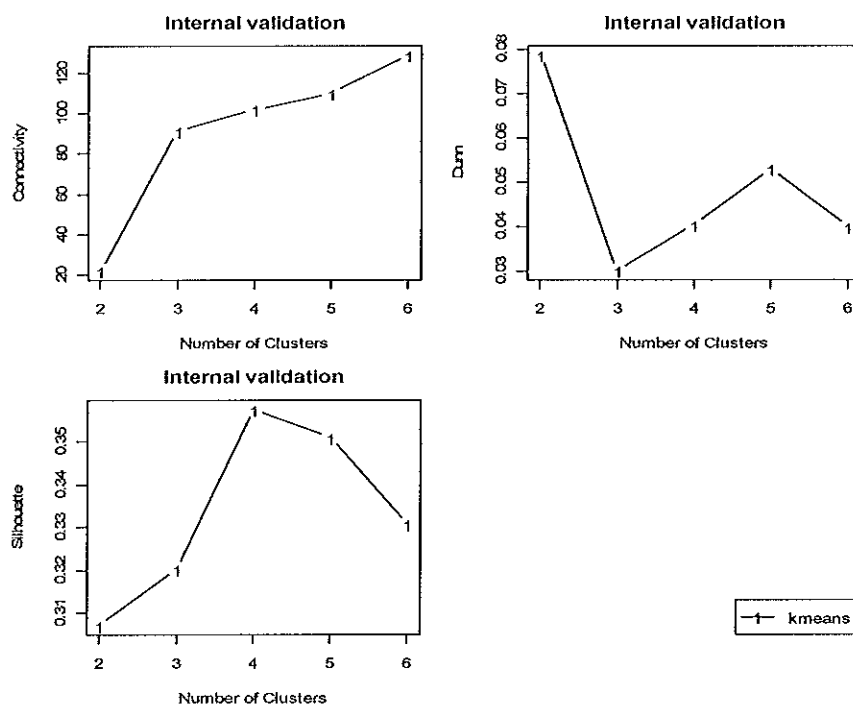 Internal validation
Connectivity
20 40 60 80 100 120
2 3 4 5 6
1 1 1 1 1
Number of Clusters
Internal validation
Dunn
0.03 0.04 0.05 0.06 0.07 0.08
2 3 4 5 6
1 1 1 1 1
Number of Clusters
Internal validation
Silhouette
0.31 0.32 0.33 0.34 0.35
2 3 4 5 6
1 1 1 1 1
Number of Clusters
1 kmeans